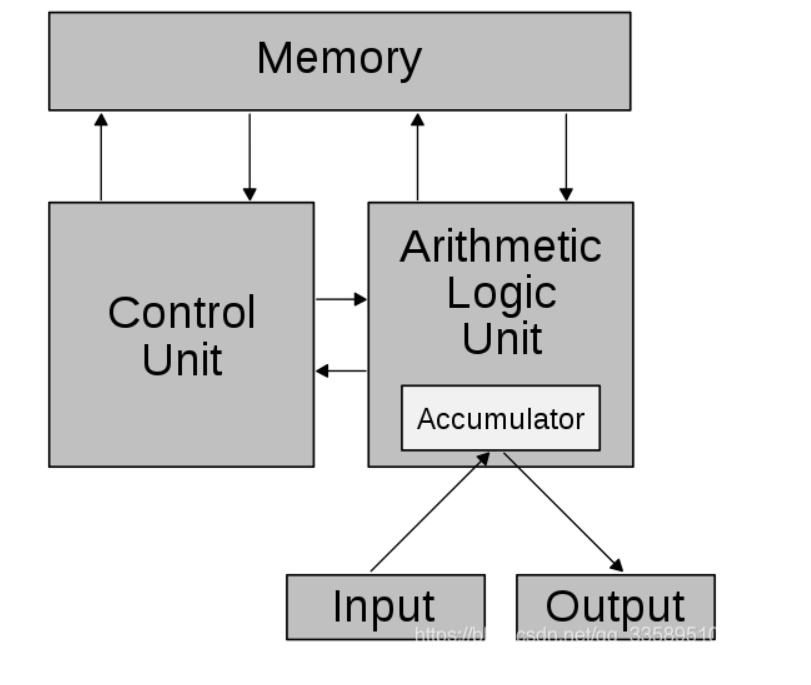 Memory
Control
Unit
Arithmetic
Logic
Unit
Accumulator
Input
Output